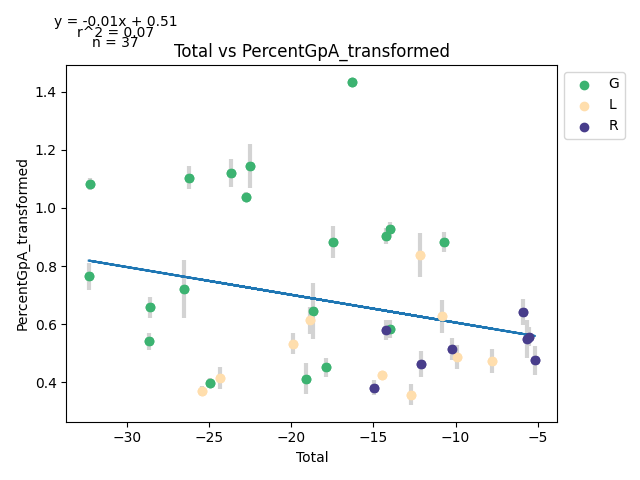 y = -0.01x + 0.51
r^2 = 0.07
n = 37
Total vs PercentGpA_transformed
G
L
R
PercentGpA_transformed
1.4
1.2
1.0
0.8
0.6
0.4
−30
−25
−20
−15
−10
−5
Total